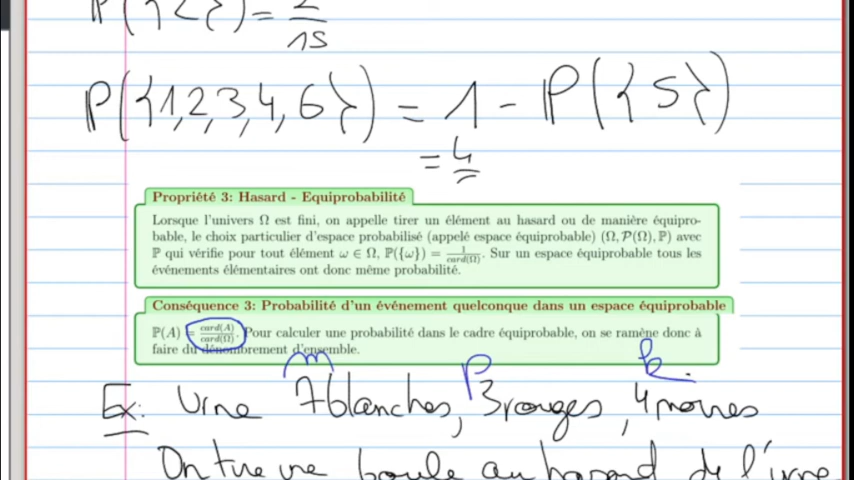 P({2}) = 2/15
P({1,2,3,4,6}) = 1 - P({5})
= 4
Propriété 3: Hasard - Equiprobabilité
Lorsque l'univers Ω est fini, on appelle tirer un élément au hasard ou de manière équipro-
bable, le choix particulier d'espace probabilisé (appelé espace équiprobable) (Ω, P(Ω), P) avec
P qui vérifie pour tout élément ω ∈ Ω, P({ω}) = 1/card(Ω). Sur un espace équiprobable tous les
événements élémentaires ont donc même probabilité.
Conséquence 3: Probabilité d'un événement quelconque dans un espace équiprobable
P(A) = card(A)/card(Ω). Pour calculer une probabilité dans le cadre équiprobable, on se ramène donc à
faire du dénombrement d'ensemble.
m p k
Ex: Urne 7 blanches, 3 rouges, 4 noires
On tire une boule au hasard de l'urne